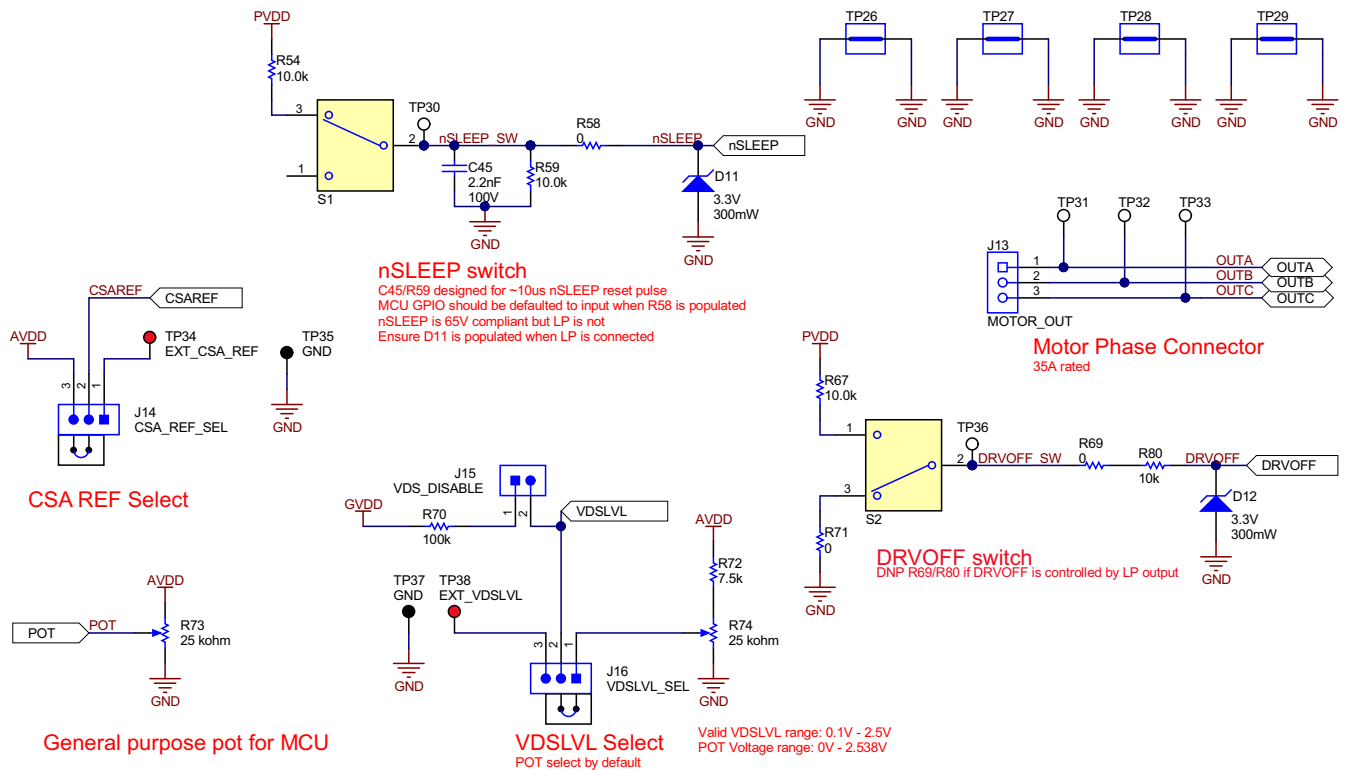 PVDD
R54
10.0k
3
1
S1
2
TP30
nSLEEP_SW
C45
2.2nF
100V
R59
10.0k
GND
R58
0
nSLEEP
nSLEEP
D11
3.3V
300mW
GND
nSLEEP switch
C45/R59 designed for ~10us nSLEEP reset pulse
MCU GPIO should be defaulted to input when R58 is populated
nSLEEP is 65V compliant but LP is not
Ensure D11 is populated when LP is connected
TP26
GND
GND
TP27
GND
GND
TP28
GND
GND
TP29
GND
GND
TP31
TP32
TP33
J13
1
2
3
OUTA
OUTB
OUTC
OUTA
OUTB
OUTC
MOTOR_OUT
Motor Phase Connector
35A rated
CSAREF
CSAREF
AVDD
TP34
EXT_CSA_REF
TP35
GND
GND
3
2
1
J14
CSA_REF_SEL
CSA REF Select
PVDD
R67
10.0k
1
3
S2
2
TP36
DRVOFF_SW
R69
0
R80
10k
DRVOFF
DRVOFF
D12
3.3V
300mW
GND
R71
0
GND
DRVOFF switch
DNP R69/R80 if DRVOFF is controlled by LP output
J15
VDS_DISABLE
1
2
GVDD
R70
100k
VDSLVL
AVDD
R72
7.5k
R74
25 kohm
GND
TP37
GND
GND
TP38
EXT_VDSLVL
3
2
1
J16
VDSLVL_SEL
VDSLVL Select
POT select by default
Valid VDSLVL range: 0.1V - 2.5V
POT Voltage range: 0V - 2.538V
AVDD
POT
POT
R73
25 kohm
GND
General purpose pot for MCU